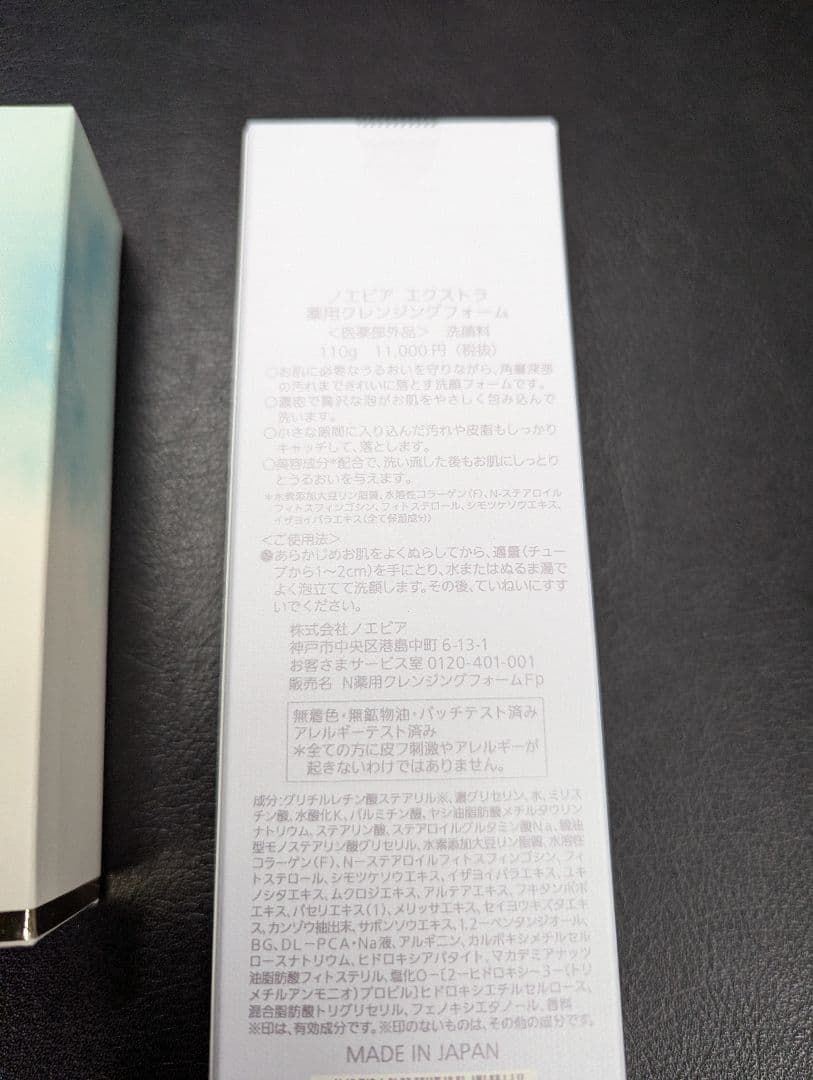 ノエビア エクストラ
薬用クレンジングフォーム
＜医薬部外品＞ 洗顔料
110g 11,000円（税抜）
○お肌に必要なうるおいを守りながら、角層深部
の汚れまできれいに落とす洗顔フォームです。
○濃密で贅沢な泡がお肌をやさしく包み込んで
洗います。
○小さな隙間に入り込んだ汚れや皮脂もしっかり
キャッチして、落とします。
○美容成分*配合で、洗い流した後もお肌にしっとり
とうるおいを与えます。
＊水素添加大豆リン脂質、水溶性コラーゲン（F）、N-ステアロイル
フィトスフィンゴシン、フィトステロール、シモツケソウエキス、
イザヨイバラエキス（全て保湿成分）
＜ご使用法＞
●あらかじめお肌をよくぬらしてから、適量（チュー
ブから1～2cm）を手にとり、水またはぬるま湯で
よく泡立てて洗顔します。その後、ていねいにすす
いでください。
株式会社ノエビア
神戸市中央区港島中町 6-13-1
お客さまサービス室 0120-401-001
販売名 N薬用クレンジングフォームFp
無着色・無鉱物油・パッチテスト済み
アレルギーテスト済み
＊全ての方に皮フ刺激やアレルギーが
起きないわけではありません。
成分：グリチルレチン酸ステアリル※、濃グリセリン、水、ミリス
チン酸、水酸化K、パルミチン酸、ヤシ油脂肪酸メチルタウリン
ナトリウム、ステアリン酸、ステアロイルグルタミン酸Na、親油
型モノステアリン酸グリセリル、水素添加大豆リン脂質、水溶性
コラーゲン（F）、N－ステアロイルフィトスフィンゴシン、フィ
トステロール、シモツケソウエキス、イザヨイバラエキス、ユキ
ノシタエキス、ムクロジエキス、アルテアエキス、フキタンポポ
エキス、パセリエキス（1）、メリッサエキス、セイヨウキズタエキ
ス、カンゾウ抽出末、サボンソウエキス、1，2－ペンタンジオール、
BG、DL－PCA・Na液、アルギニン、カルボキシメチルセル
ロースナトリウム、ヒドロキシアパタイト、マカデミアナッツ
油脂肪酸フィトステリル、塩化O－〔2－ヒドロキシ－3－（トリ
メチルアンモニオ）プロピル〕ヒドロキシエチルセルロース、
混合脂肪酸トリグリセリル、フェノキシエタノール、香料
※印は、有効成分です。※印のないものは、その他の成分です。
MADE IN JAPAN